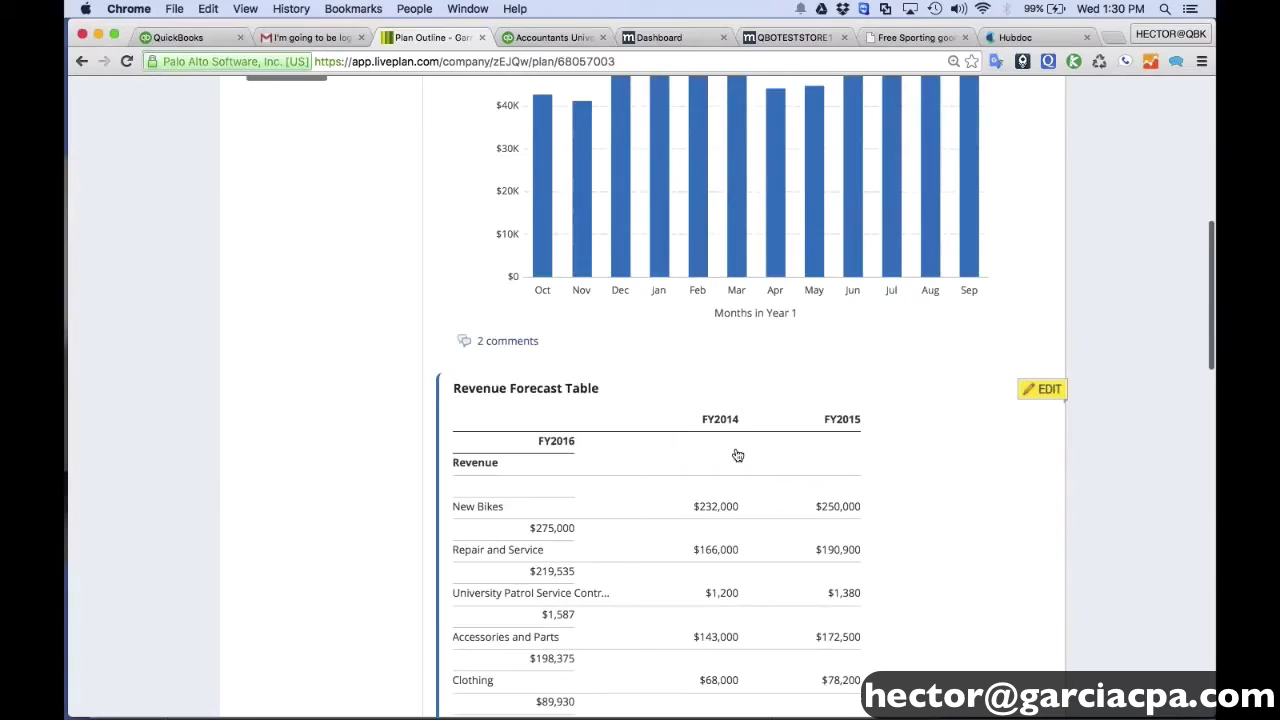 Chrome File Edit View History Bookmarks People Window Help 99% Wed 1:30 PM
QuickBooks I'm going to be log Plan Outline - Gar Accountants Unive Dashboard QBOTESTSTORE1 Free Sporting goo Hubdoc HECTOR@QBK
Palo Alto Software, Inc. [US] https://app.liveplan.com/company/zEJQw/plan/68057003
$40K
$30K
$20K
$10K
$0
Oct Nov Dec Jan Feb Mar Apr May Jun Jul Aug Sep
Months in Year 1
2 comments
Revenue Forecast Table EDIT
FY2014 FY2015
FY2016
Revenue
New Bikes $232,000 $250,000
$275,000
Repair and Service $166,000 $190,900
$219,535
University Patrol Service Contr... $1,200 $1,380
$1,587
Accessories and Parts $143,000 $172,500
$198,375
Clothing $68,000 $78,200
$89,930
hector@garciacpa.com